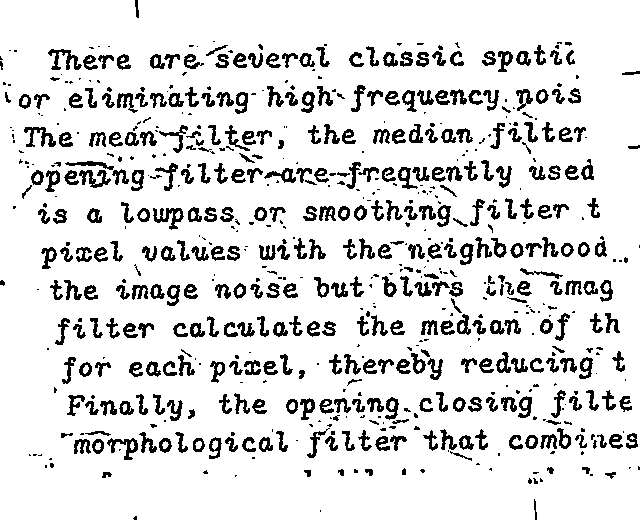 There are several classic spatic
or eliminating high frequency nois
The mean filter, the median filter
opening filter are frequently used
is a lowpass or smoothing filter t
pixel values with the neighborhood
the image noise but blurs the imag
filter calculates the median of th
for each pixel, thereby reducing t
Finally, the opening closing filte
morphological filter that combines